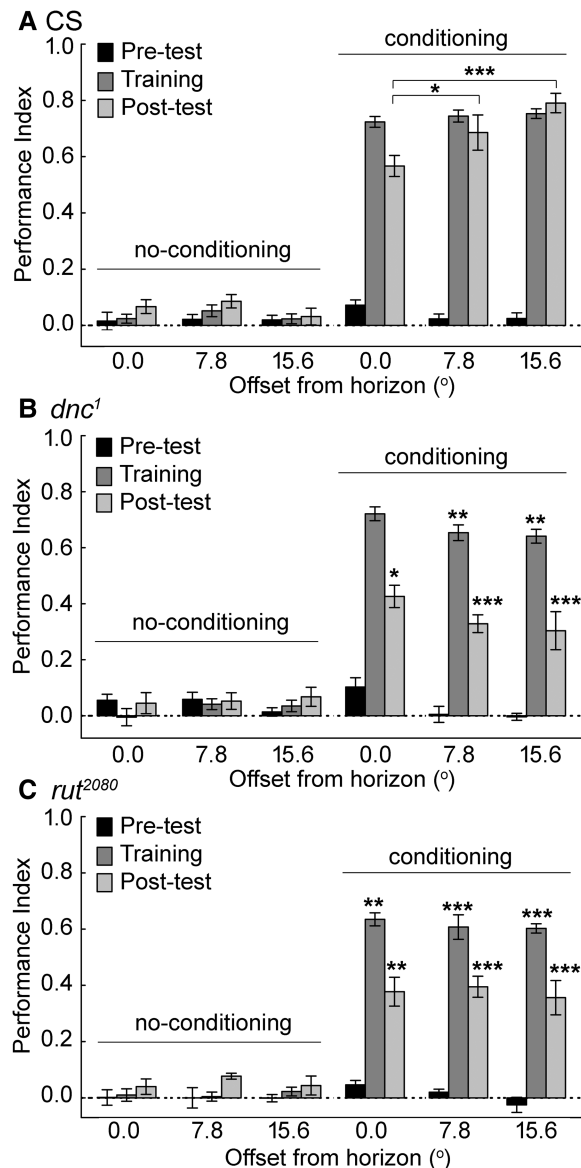 A CS
Pre-test
Training
Post-test
conditioning
***
*
no-conditioning
Performance Index
1.0
0.8
0.6
0.4
0.2
0.0
0.0 7.8 15.6 0.0 7.8 15.6
Offset from horizon (o)
B dnc1
Pre-test
Training
Post-test
conditioning
** **
* *** ***
no-conditioning
Performance Index
1.0
0.8
0.6
0.4
0.2
0.0
0.0 7.8 15.6 0.0 7.8 15.6
Offset from horizon (o)
C rut2080
Pre-test
Training
Post-test
conditioning
** *** ***
** *** ***
no-conditioning
Performance Index
1.0
0.8
0.6
0.4
0.2
0.0
0.0 7.8 15.6 0.0 7.8 15.6
Offset from horizon (o)